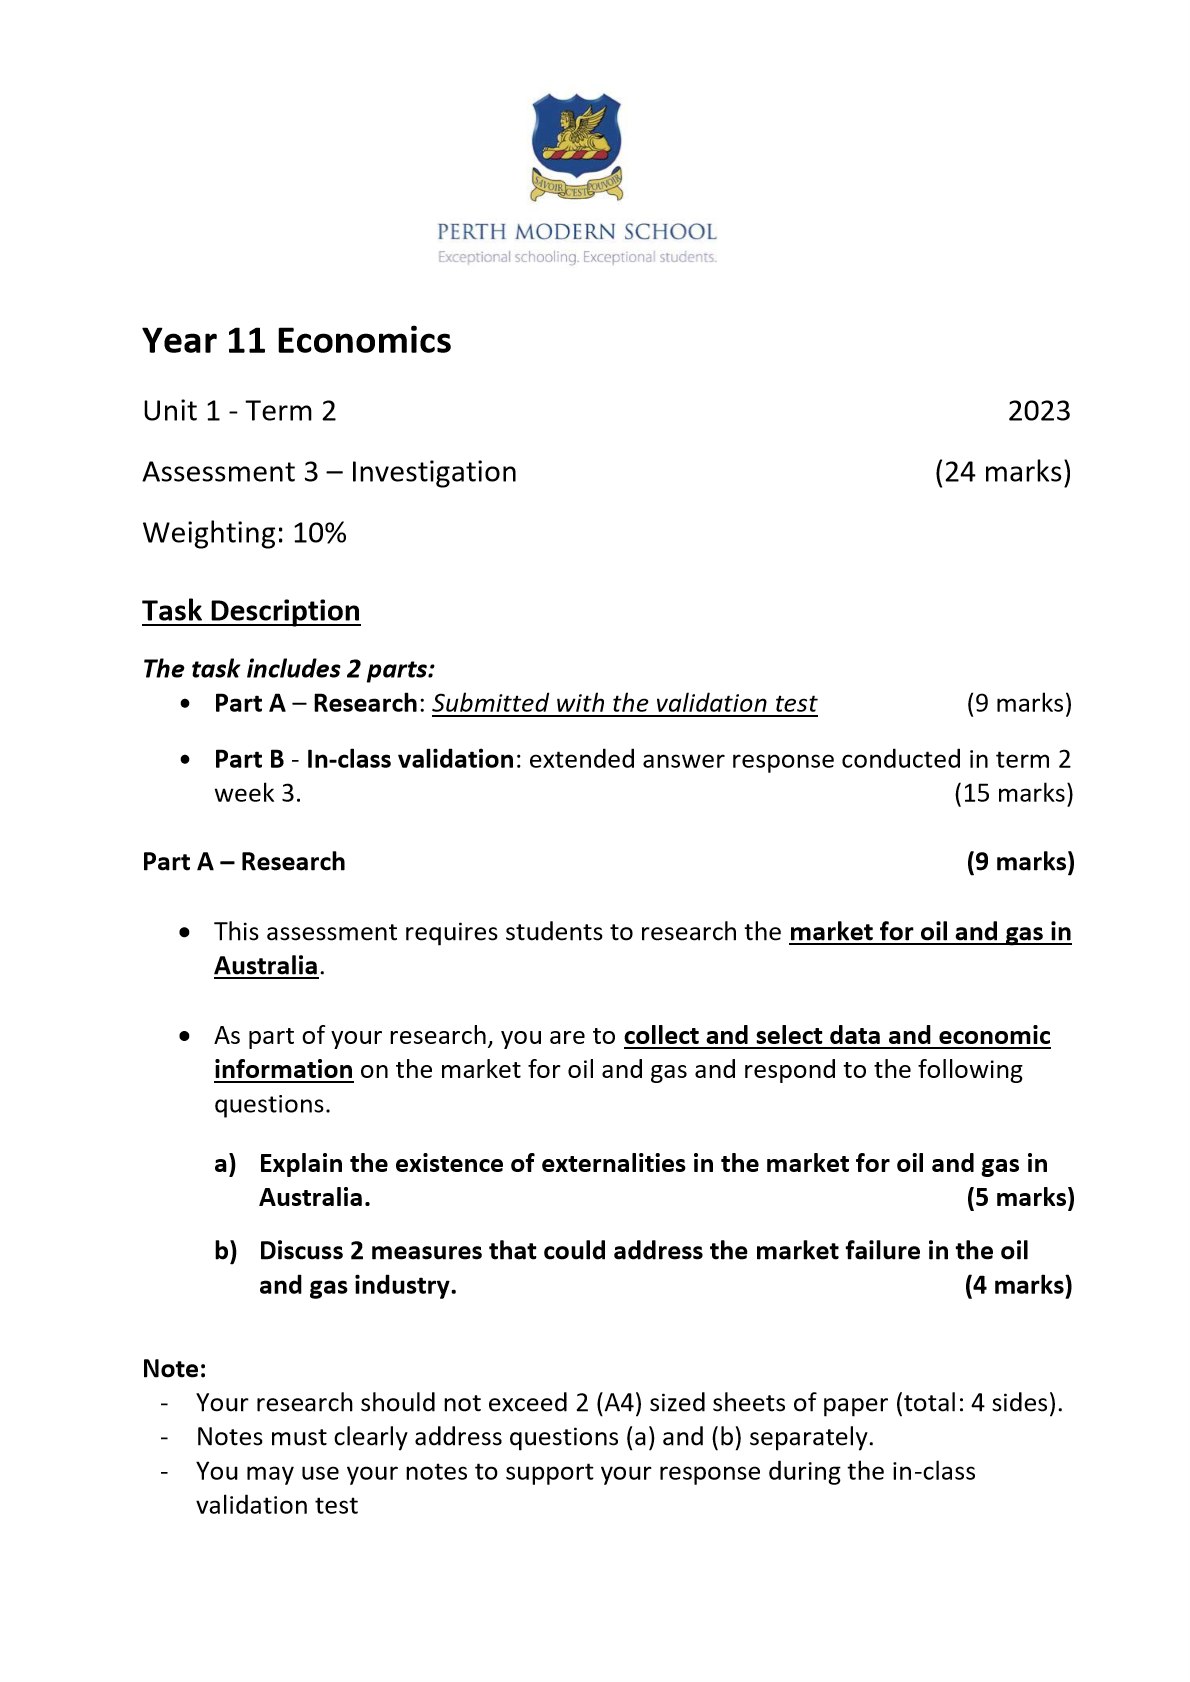 SAVOIR C'EST POUVOIR
PERTH MODERN SCHOOL
Exceptional schooling. Exceptional students.
Year 11 Economics
Unit 1 - Term 2 2023
Assessment 3 – Investigation (24 marks)
Weighting: 10%
Task Description
The task includes 2 parts:
• Part A – Research: Submitted with the validation test (9 marks)
• Part B - In-class validation: extended answer response conducted in term 2
week 3. (15 marks)
Part A – Research (9 marks)
• This assessment requires students to research the market for oil and gas in
Australia.
• As part of your research, you are to collect and select data and economic
information on the market for oil and gas and respond to the following
questions.
a) Explain the existence of externalities in the market for oil and gas in
Australia. (5 marks)
b) Discuss 2 measures that could address the market failure in the oil
and gas industry. (4 marks)
Note:
- Your research should not exceed 2 (A4) sized sheets of paper (total: 4 sides).
- Notes must clearly address questions (a) and (b) separately.
- You may use your notes to support your response during the in-class
validation test